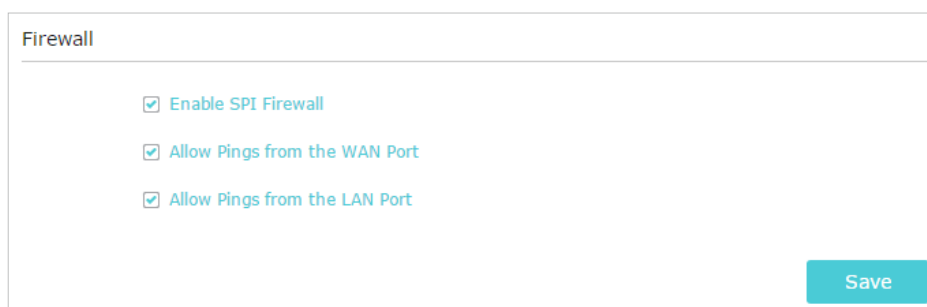 Firewall
Enable SPI Firewall
Allow Pings from the WAN Port
Allow Pings from the LAN Port
Save